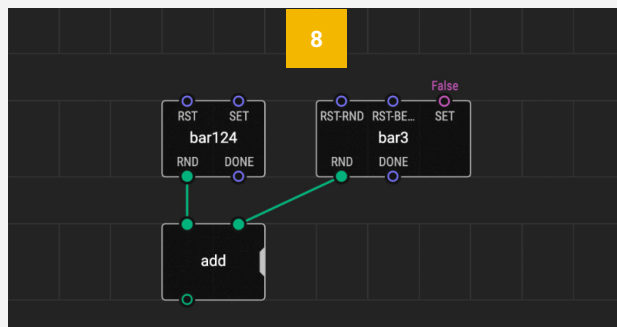 8
False
RST SET
RST-RND RST-BE... SET
bar124
bar3
RND DONE
RND DONE
add